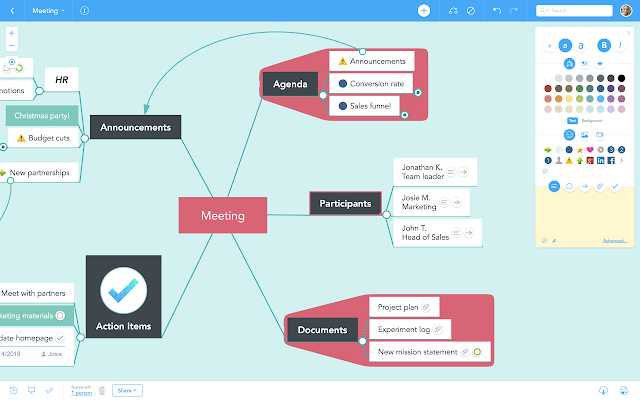 Meeting
Search
HR
motions
Christmas party!
Budget cuts
New partnerships
Announcements
Agenda
Announcements
Conversion rate
Sales funnel
Meeting
Participants
Jonathan K.
Team leader
Josie M.
Marketing
John T.
Head of Sales
Action Items
Meet with partners
keting materials
date homepage
4/2018
Josie
Documents
Project plan
Experiment log
New mission statement
a a a B I
Text
Background
Advanced...
Shared with
1 person
Share